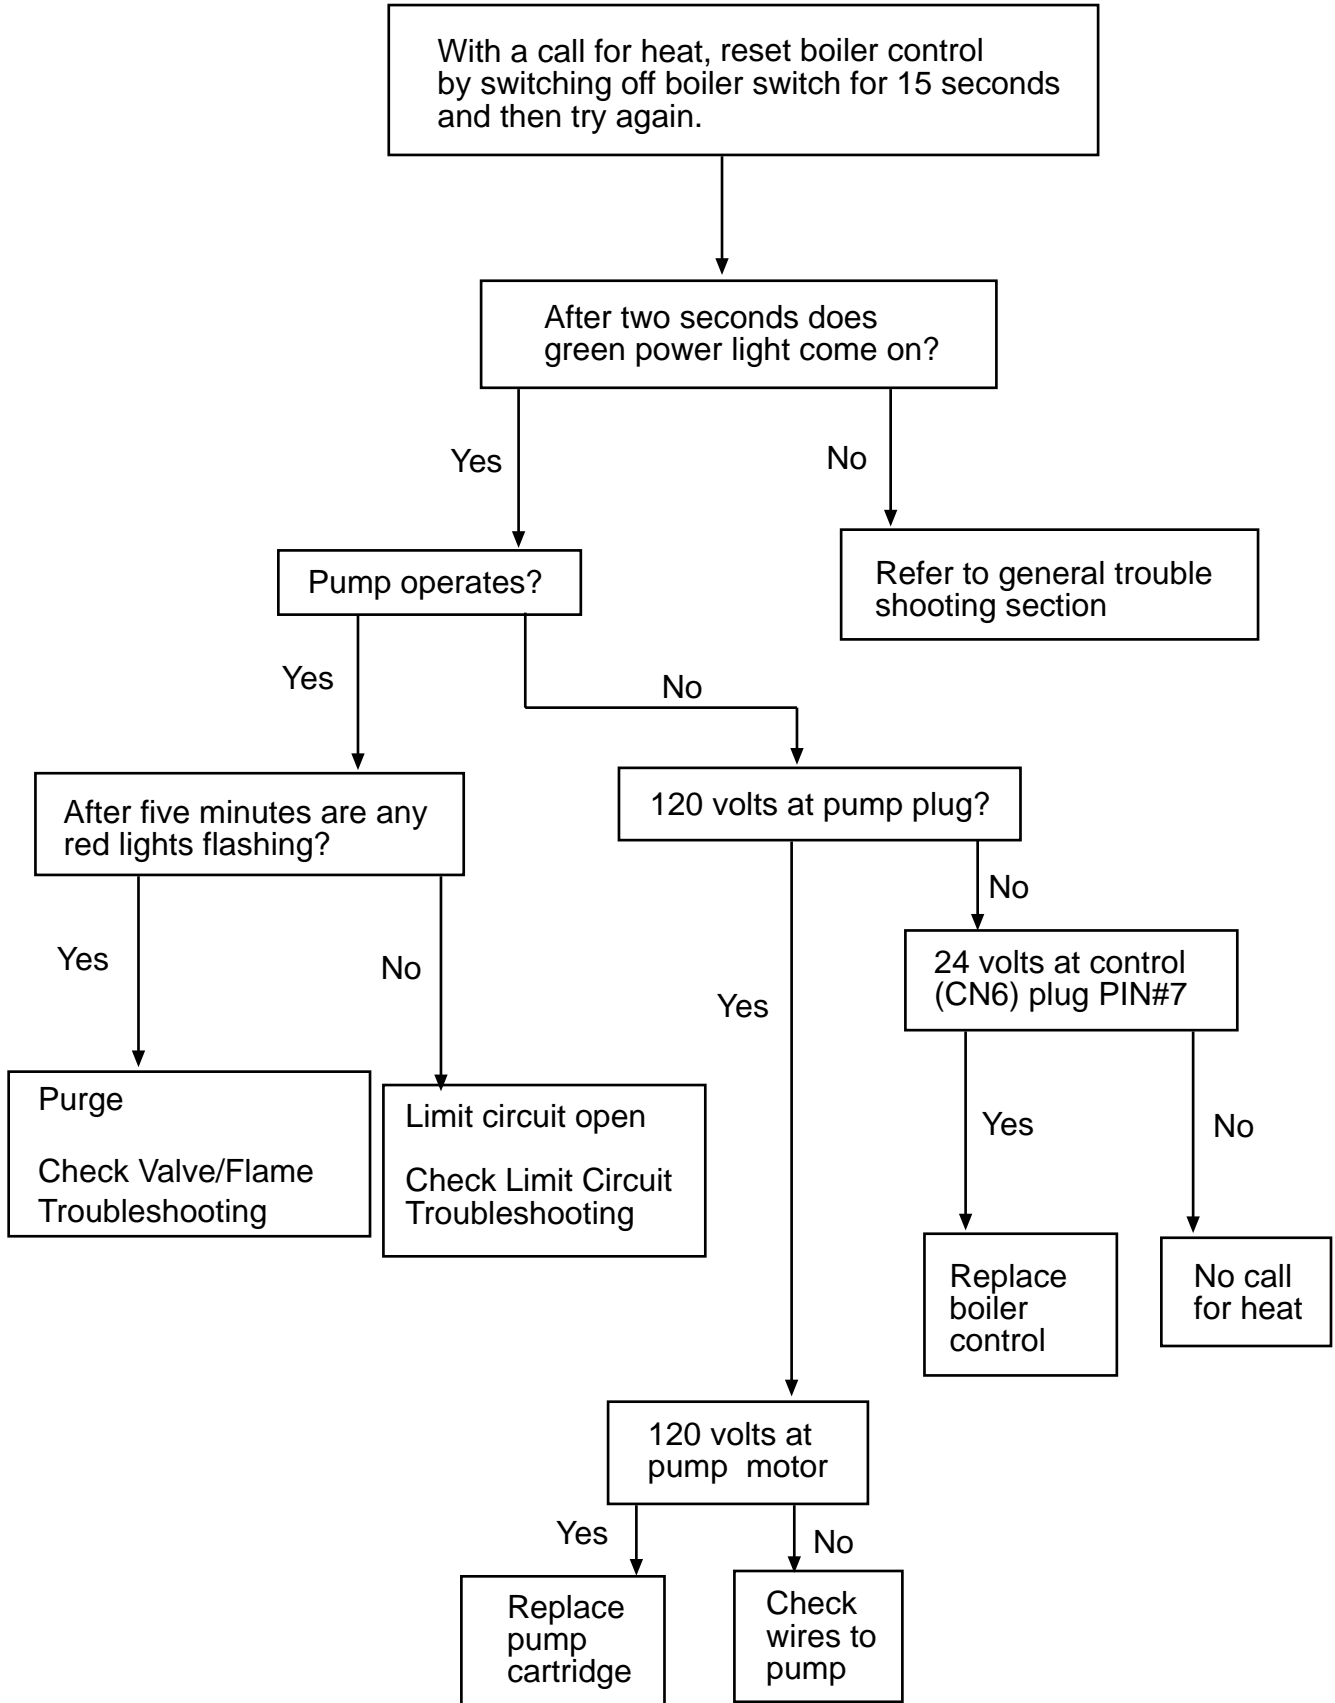 With a call for heat, reset boiler control
by switching off boiler switch for 15 seconds
and then try again.
After two seconds does
green power light come on?
Yes
No
Pump operates?
Refer to general trouble
shooting section
Yes
No
After five minutes are any
red lights flashing?
120 volts at pump plug?
No
Yes
No
24 volts at control
(CN6) plug PIN#7
Yes
Purge
Check Valve/Flame
Troubleshooting
Limit circuit open
Check Limit Circuit
Troubleshooting
Yes
No
Replace
boiler
control
No call
for heat
120 volts at
pump motor
Yes
No
Replace
pump
cartridge
Check
wires to
pump